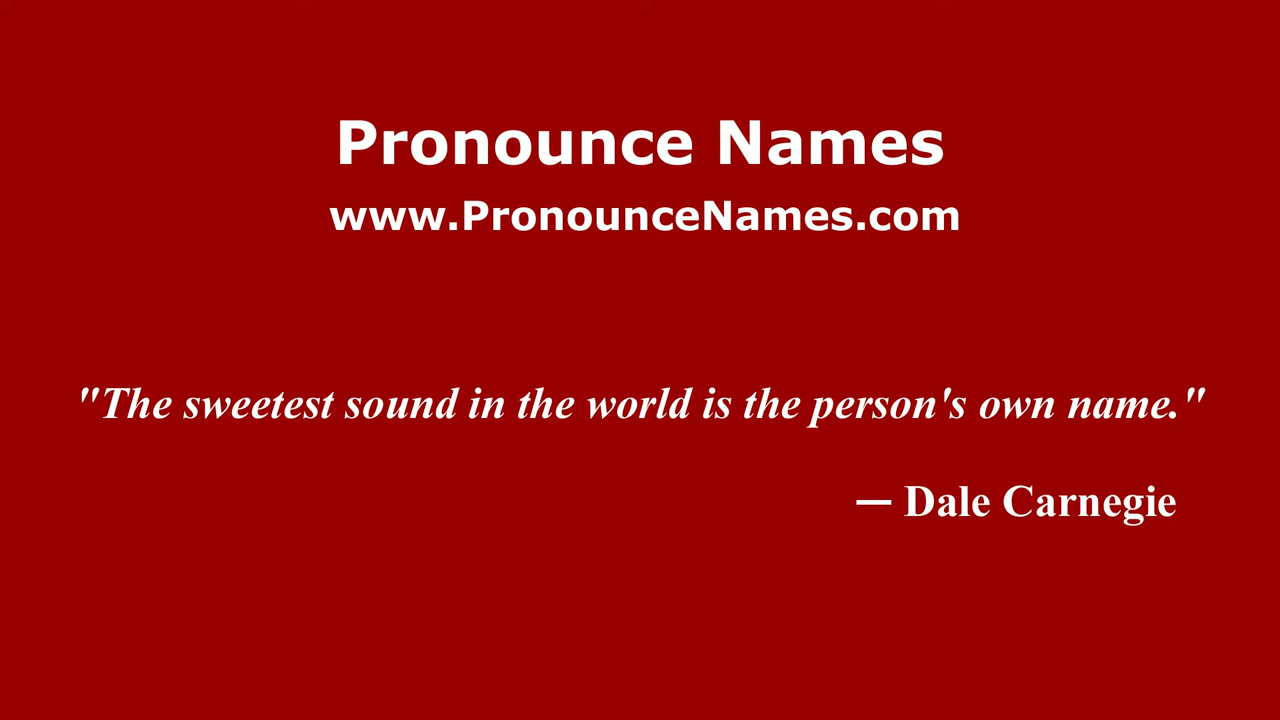 Pronounce Names
www.PronounceNames.com
"The sweetest sound in the world is the person's own name."
— Dale Carnegie